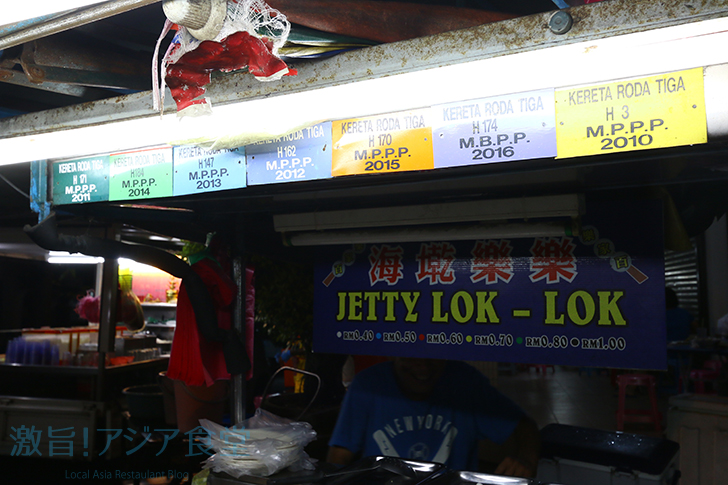 KERETA RODA TIGA
H 171
M.P.P.P.
2011
KERETA RODA TIGA
H 164
M.P.P.P.
2014
KERETA RODA TIGA
H 147
M.P.P.P.
2013
KERETA RODA TIGA
H 162
M.P.P.P.
2012
KERETA RODA TIGA
H 170
M.P.P.P.
2015
KERETA RODA TIGA
H 174
M.B.P.P.
2016
KERETA RODA TIGA
H 3
M.P.P.P.
2010
海墘樂樂
JETTY LOK - LOK
RM0.40 RM0.50 RM0.60 RM0.70 RM0.80 RM1.00
NEW YORK
激旨!アジア食堂
Local Asia Restaurant Blog